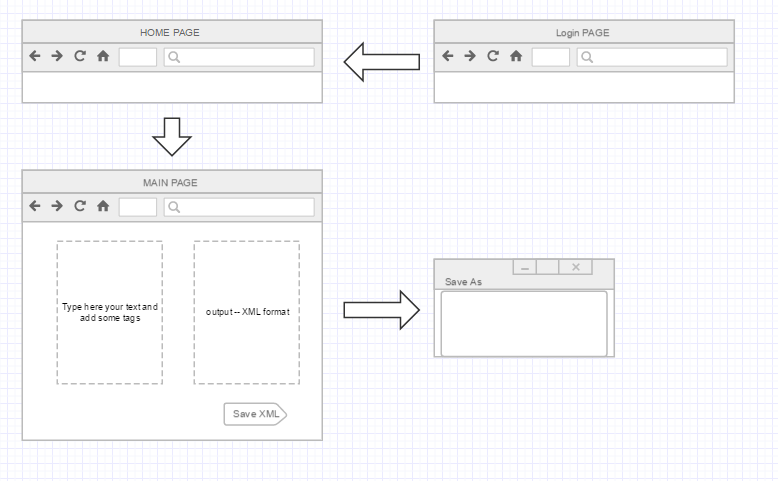 HOME PAGE
Login PAGE
MAIN PAGE
Type here your text and
add some tags
output -- XML format
Save XML
Save As